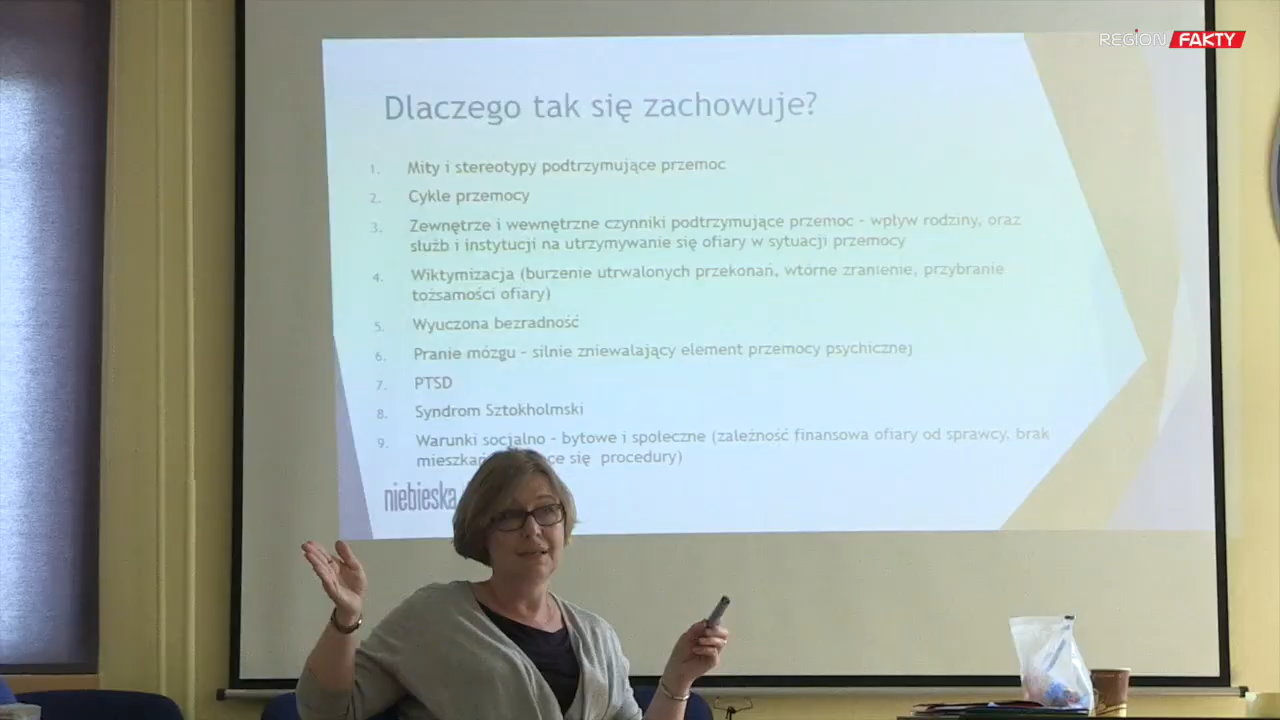 REGION FAKTY
Dlaczego tak się zachowuje?
1. Mity i stereotypy podtrzymujące przemoc
2. Cykle przemocy
3. Zewnętrze i wewnętrzne czynniki podtrzymujące przemoc - wpływ rodziny, oraz
służb i instytucji na utrzymywanie się ofiary w sytuacji przemocy
4. Wiktymizacja (burzenie utrwalonych przekonań, wtórne zranienie, przybranie
tożsamości ofiary)
5. Wyuczona bezradność
6. Pranie mózgu - silnie zniewalający element przemocy psychicznej
7. PTSD
8. Syndrom Sztokholmski
9. Warunki socjalno - bytowe i społeczne (zależność finansowa ofiary od sprawcy, brak
się procedury)
niebieska